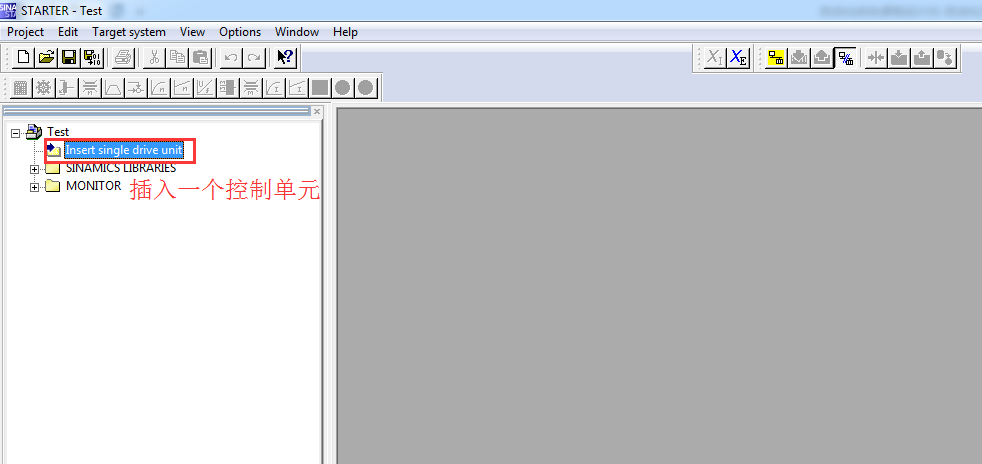 STARTER - Test
Project Edit Target system View Options Window Help
Test
Insert single drive unit
SINAMICS LIBRARIES
MONITOR
插入一个控制单元